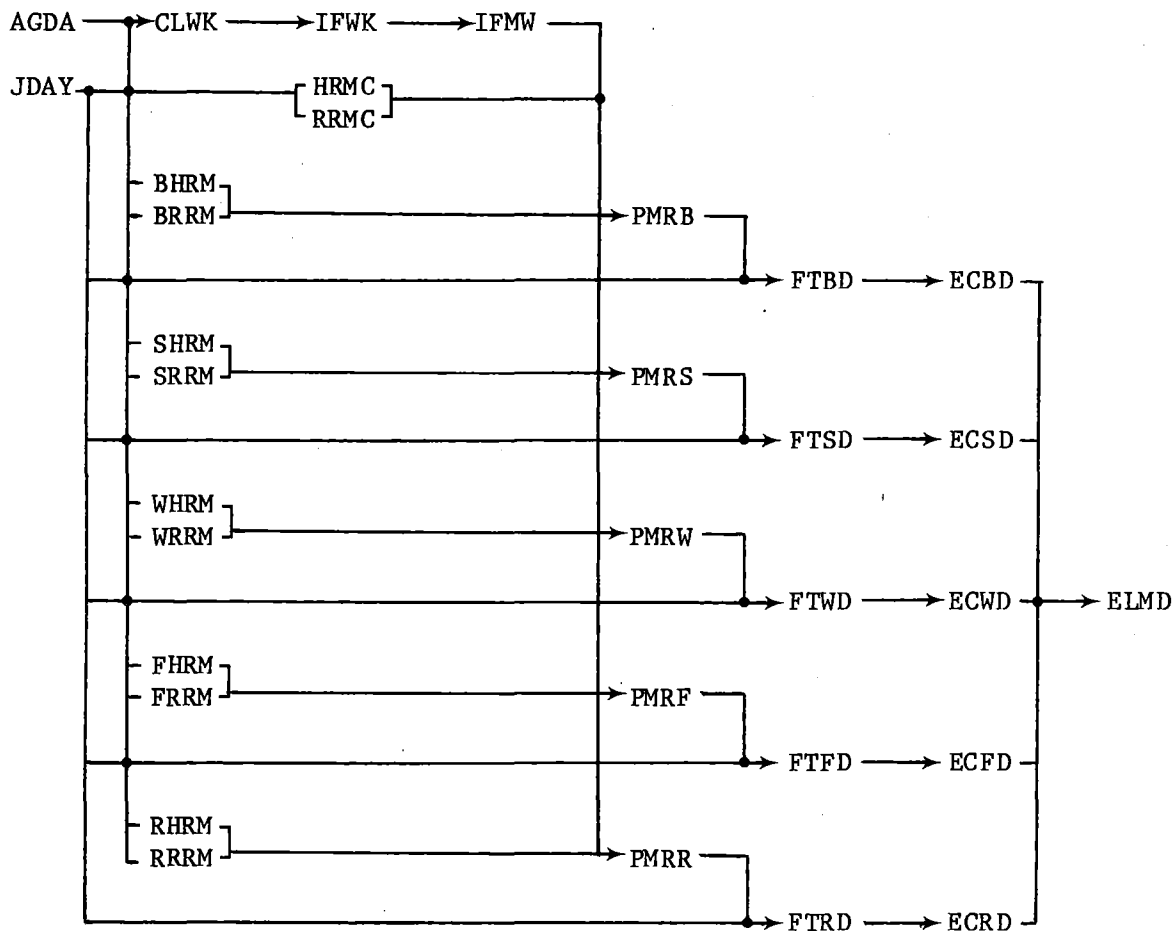 AGDA CLWK IFWK IFMW
JDAY HRMC
RRMC
BHRM
BRRM PMRB
FTBD ECBD
SHRM
SRRM PMRS
FTSD ECSD
WHRM
WRRM PMRW
FTWD ECWD ELMD
FHRM
FRRM PMRF
FTFD ECFD
RHRM
RRRM PMRR
FTRD ECRD